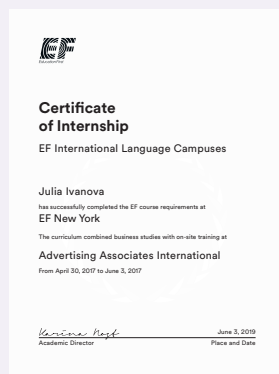 EF
Education First
Certificate
of Internship
EF International Language Campuses
Julia Ivanova
has successfully completed the EF course requirements at
EF New York
The curriculum combined business studies with on-site training at
Advertising Associates International
From April 30, 2017 to June 3, 2017
Karina Nagt
June 3, 2019
Academic Director
Place and Date